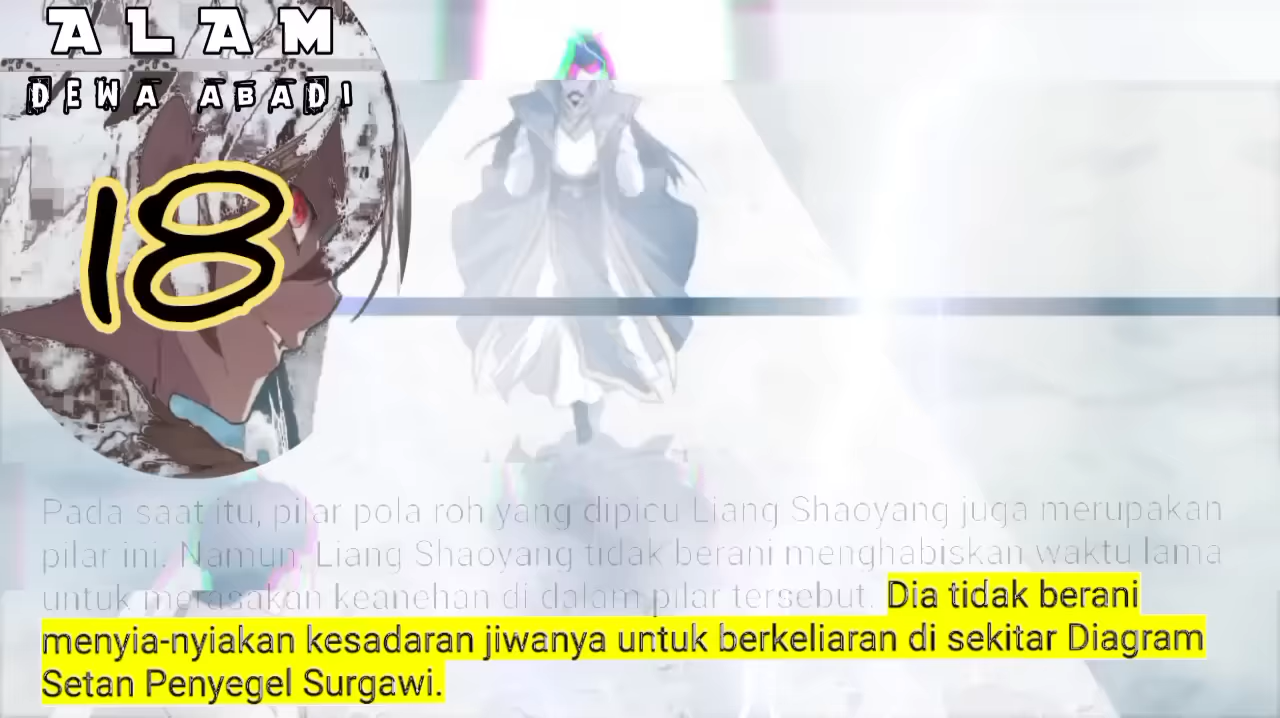 ALAM
DEWA ABADI
18
Pada saat itu, pilar pola roh yang dipicu Liang Shaoyang juga merupakan
pilar ini. Namun, Liang Shaoyang tidak berani menghabiskan waktu lama
untuk merasakan keanehan di dalam pilar tersebut. Dia tidak berani
menyia-nyiakan kesadaran jiwanya untuk berkeliaran di sekitar Diagram
Setan Penyegel Surgawi.